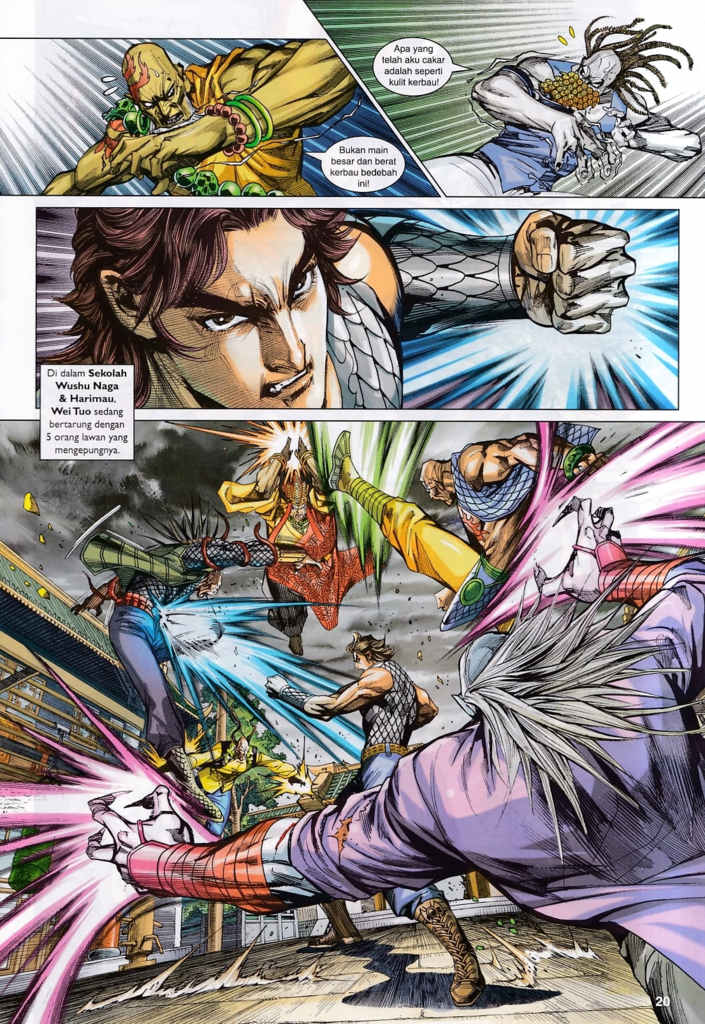 Apa yang
telah aku cakar
adalah seperti
kulit kerbau!
Bukan main
besar dan berat
kerbau bedebah
ini!
Di dalam Sekolah
Wushu Naga
& Harimau,
Wei Tuo sedang
bertarung dengan
5 orang lawan yang
mengepungnya.
20